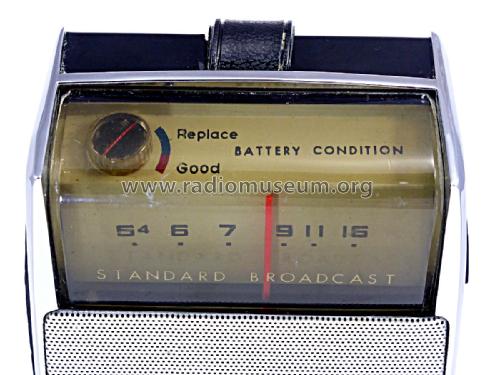 Replace
BATTERY CONDITION
Good
www.radiomuseum.org
54 6 7 9 11 16
STANDARD BROADCAST